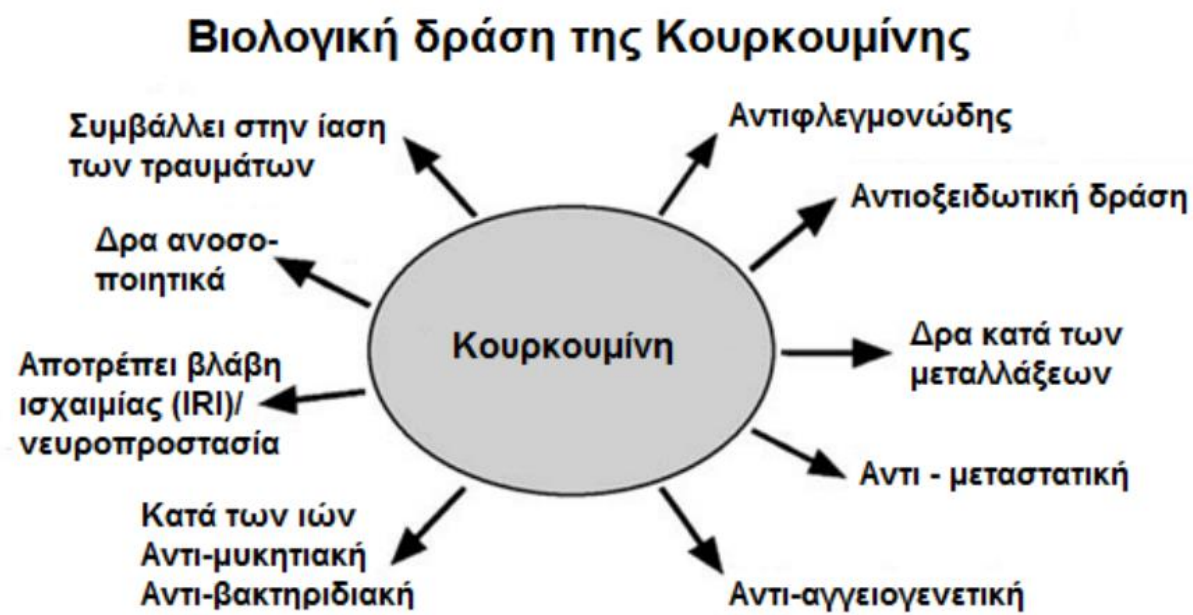 Βιολογική δράση της Κουρκουμίνης
Συμβάλλει στην ίαση
των τραυμάτων
Αντιφλεγμονώδης
Αντιοξειδωτική δράση
Δρα ανοσο-
ποιητικά
Κουρκουμίνη
Δρα κατά των
μεταλλάξεων
Αποτρέπει βλάβη
ισχαιμίας (IRI)/
νευροπροστασία
Αντι - μεταστατική
Κατά των ιών
Αντι-μυκητιακή
Αντι-βακτηριδιακή
Αντι-αγγειογενετική